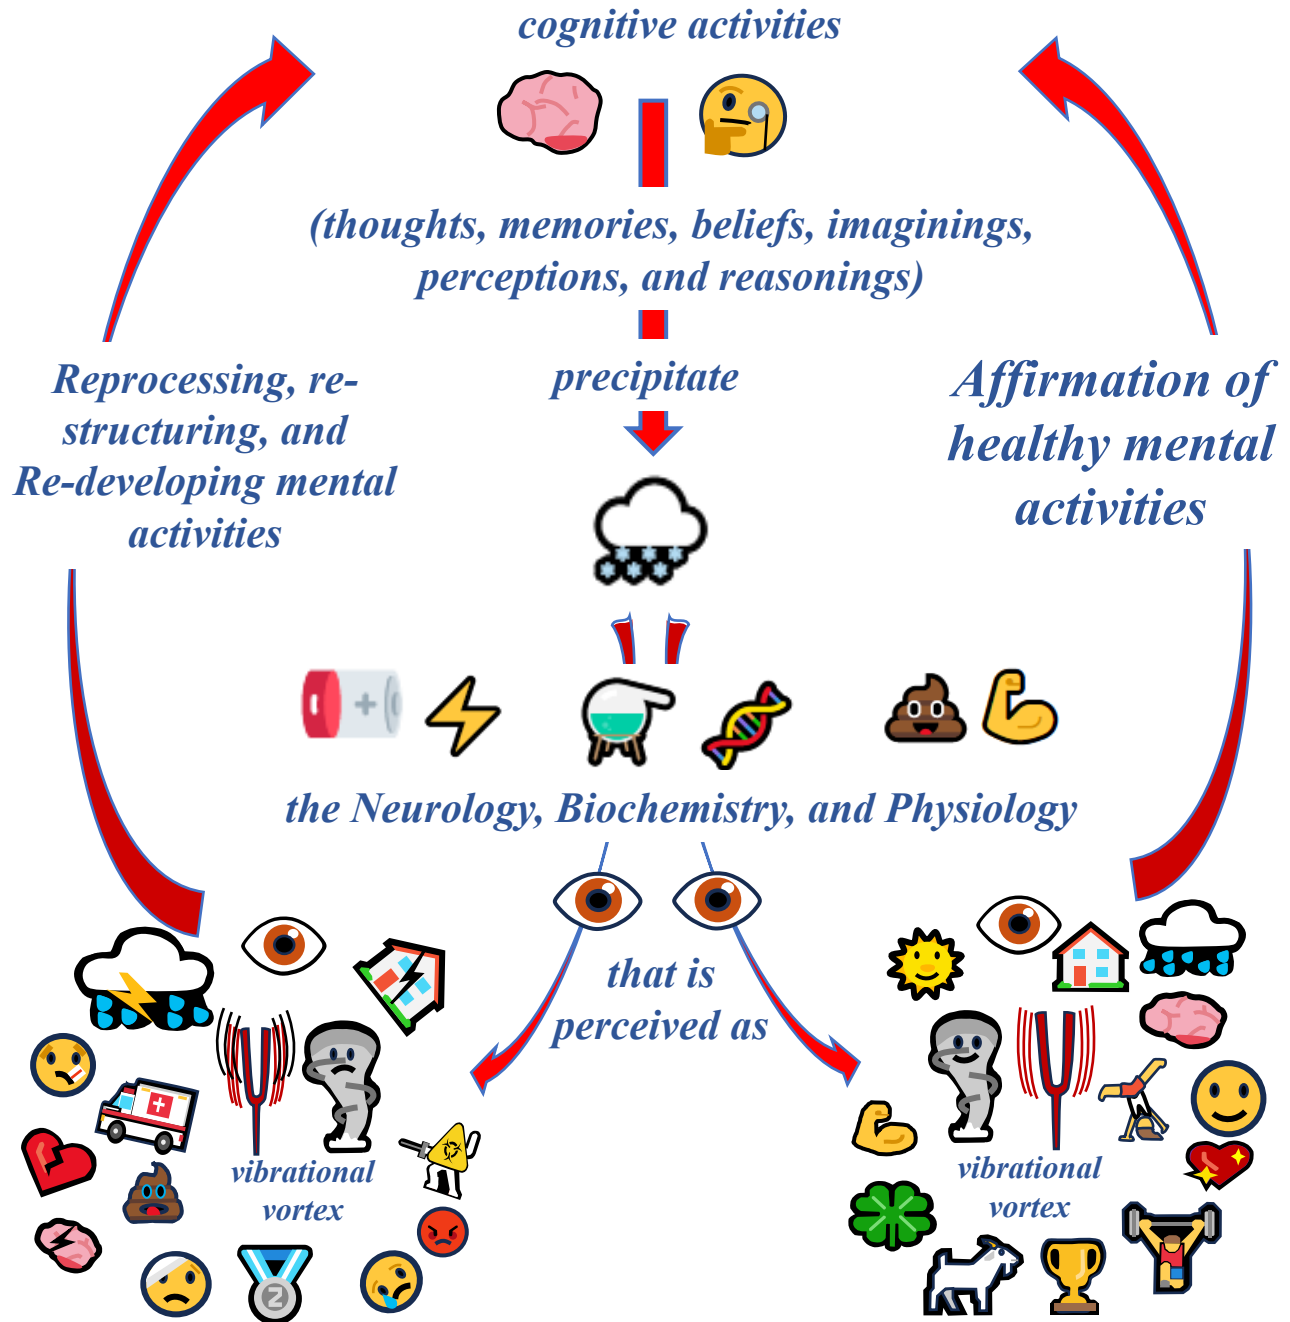 cognitive activities
(thoughts, memories, beliefs, imaginings,
perceptions, and reasonings)
precipitate
Reprocessing, re-
structuring, and
Re-developing mental
activities
Affirmation of
healthy mental
activities
the Neurology, Biochemistry, and Physiology
that is
perceived as
vibrational
vortex
2
vibrational
vortex